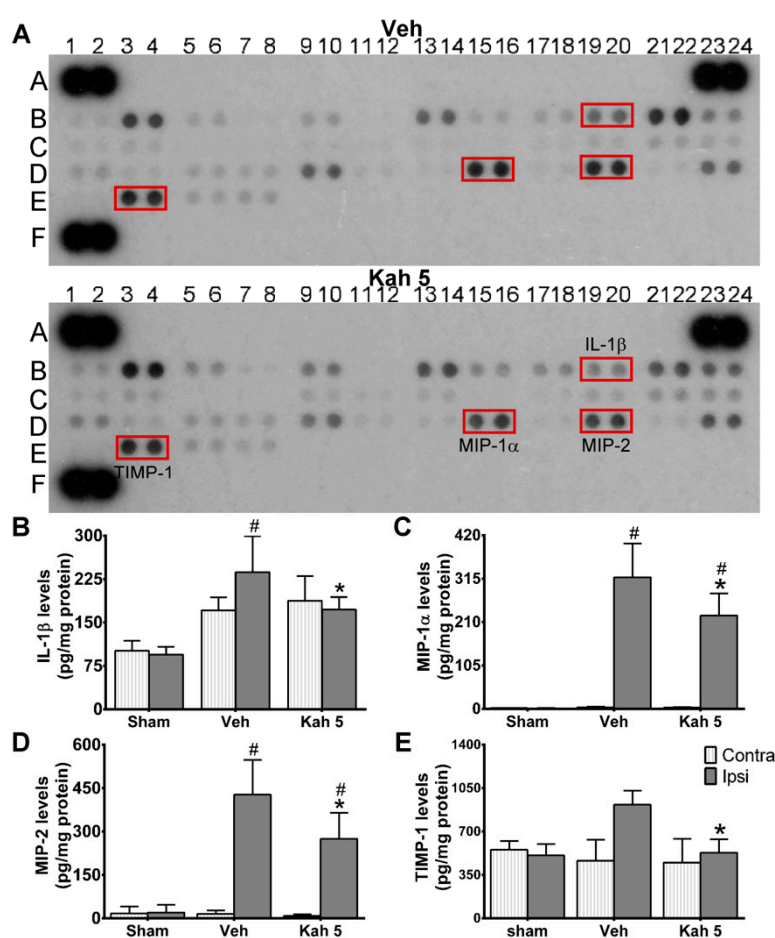 A
Veh
1 2 3 4 5 6 7 8 9 10 11 12 13 14 15 16 17 18 19 20 21 22 23 24
A
B
C
D
E
F
Kah 5
1 2 3 4 5 6 7 8 9 10 11 12 13 14 15 16 17 18 19 20 21 22 23 24
A
IL-1β
B
C
D
MIP-1α MIP-2
E
TIMP-1
F
B
IL-1β levels
(pg/mg protein)
300
225
150
75
0
#
*
Sham Veh Kah 5
C
MIP-1α levels
(pg/mg protein)
420
315
210
105
0
#
#
*
Sham Veh Kah 5
D
MIP-2 levels
(pg/mg protein)
600
450
300
150
0
#
#
*
Sham Veh Kah 5
E
TIMP-1 levels
(pg/mg protein)
1400
1050
700
350
0
Contra
Ipsi
*
sham Veh Kah 5